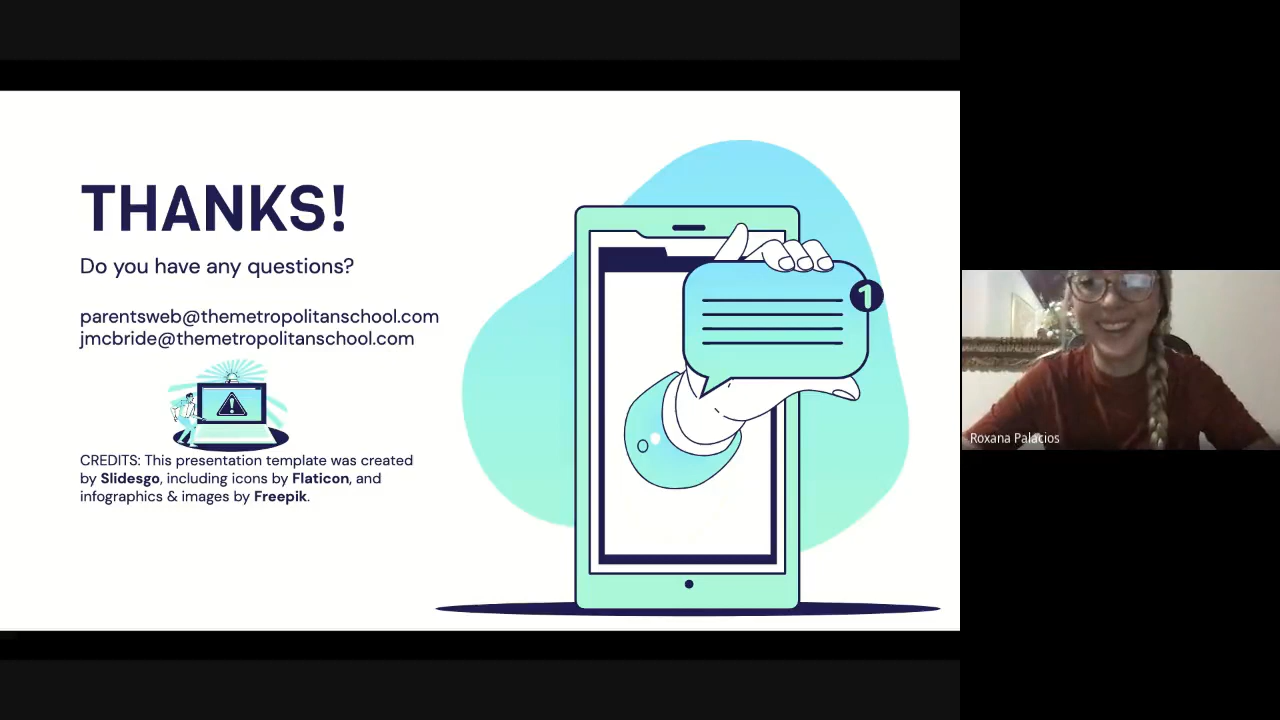 THANKS!
Do you have any questions?
parentsweb@themetropolitanschool.com
jmcbride@themetropolitanschool.com
CREDITS: This presentation template was created
by Slidesgo, including icons by Flaticon, and
infographics & images by Freepik.
1
Roxana Palacios